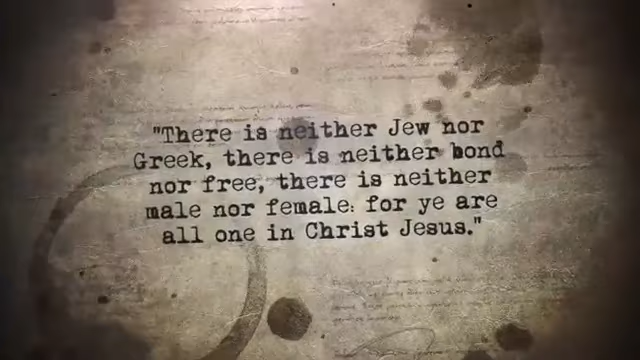 "There is neither Jew nor
Greek, there is neither bond
nor free, there is neither
male nor female: for ye are
all one in Christ Jesus."